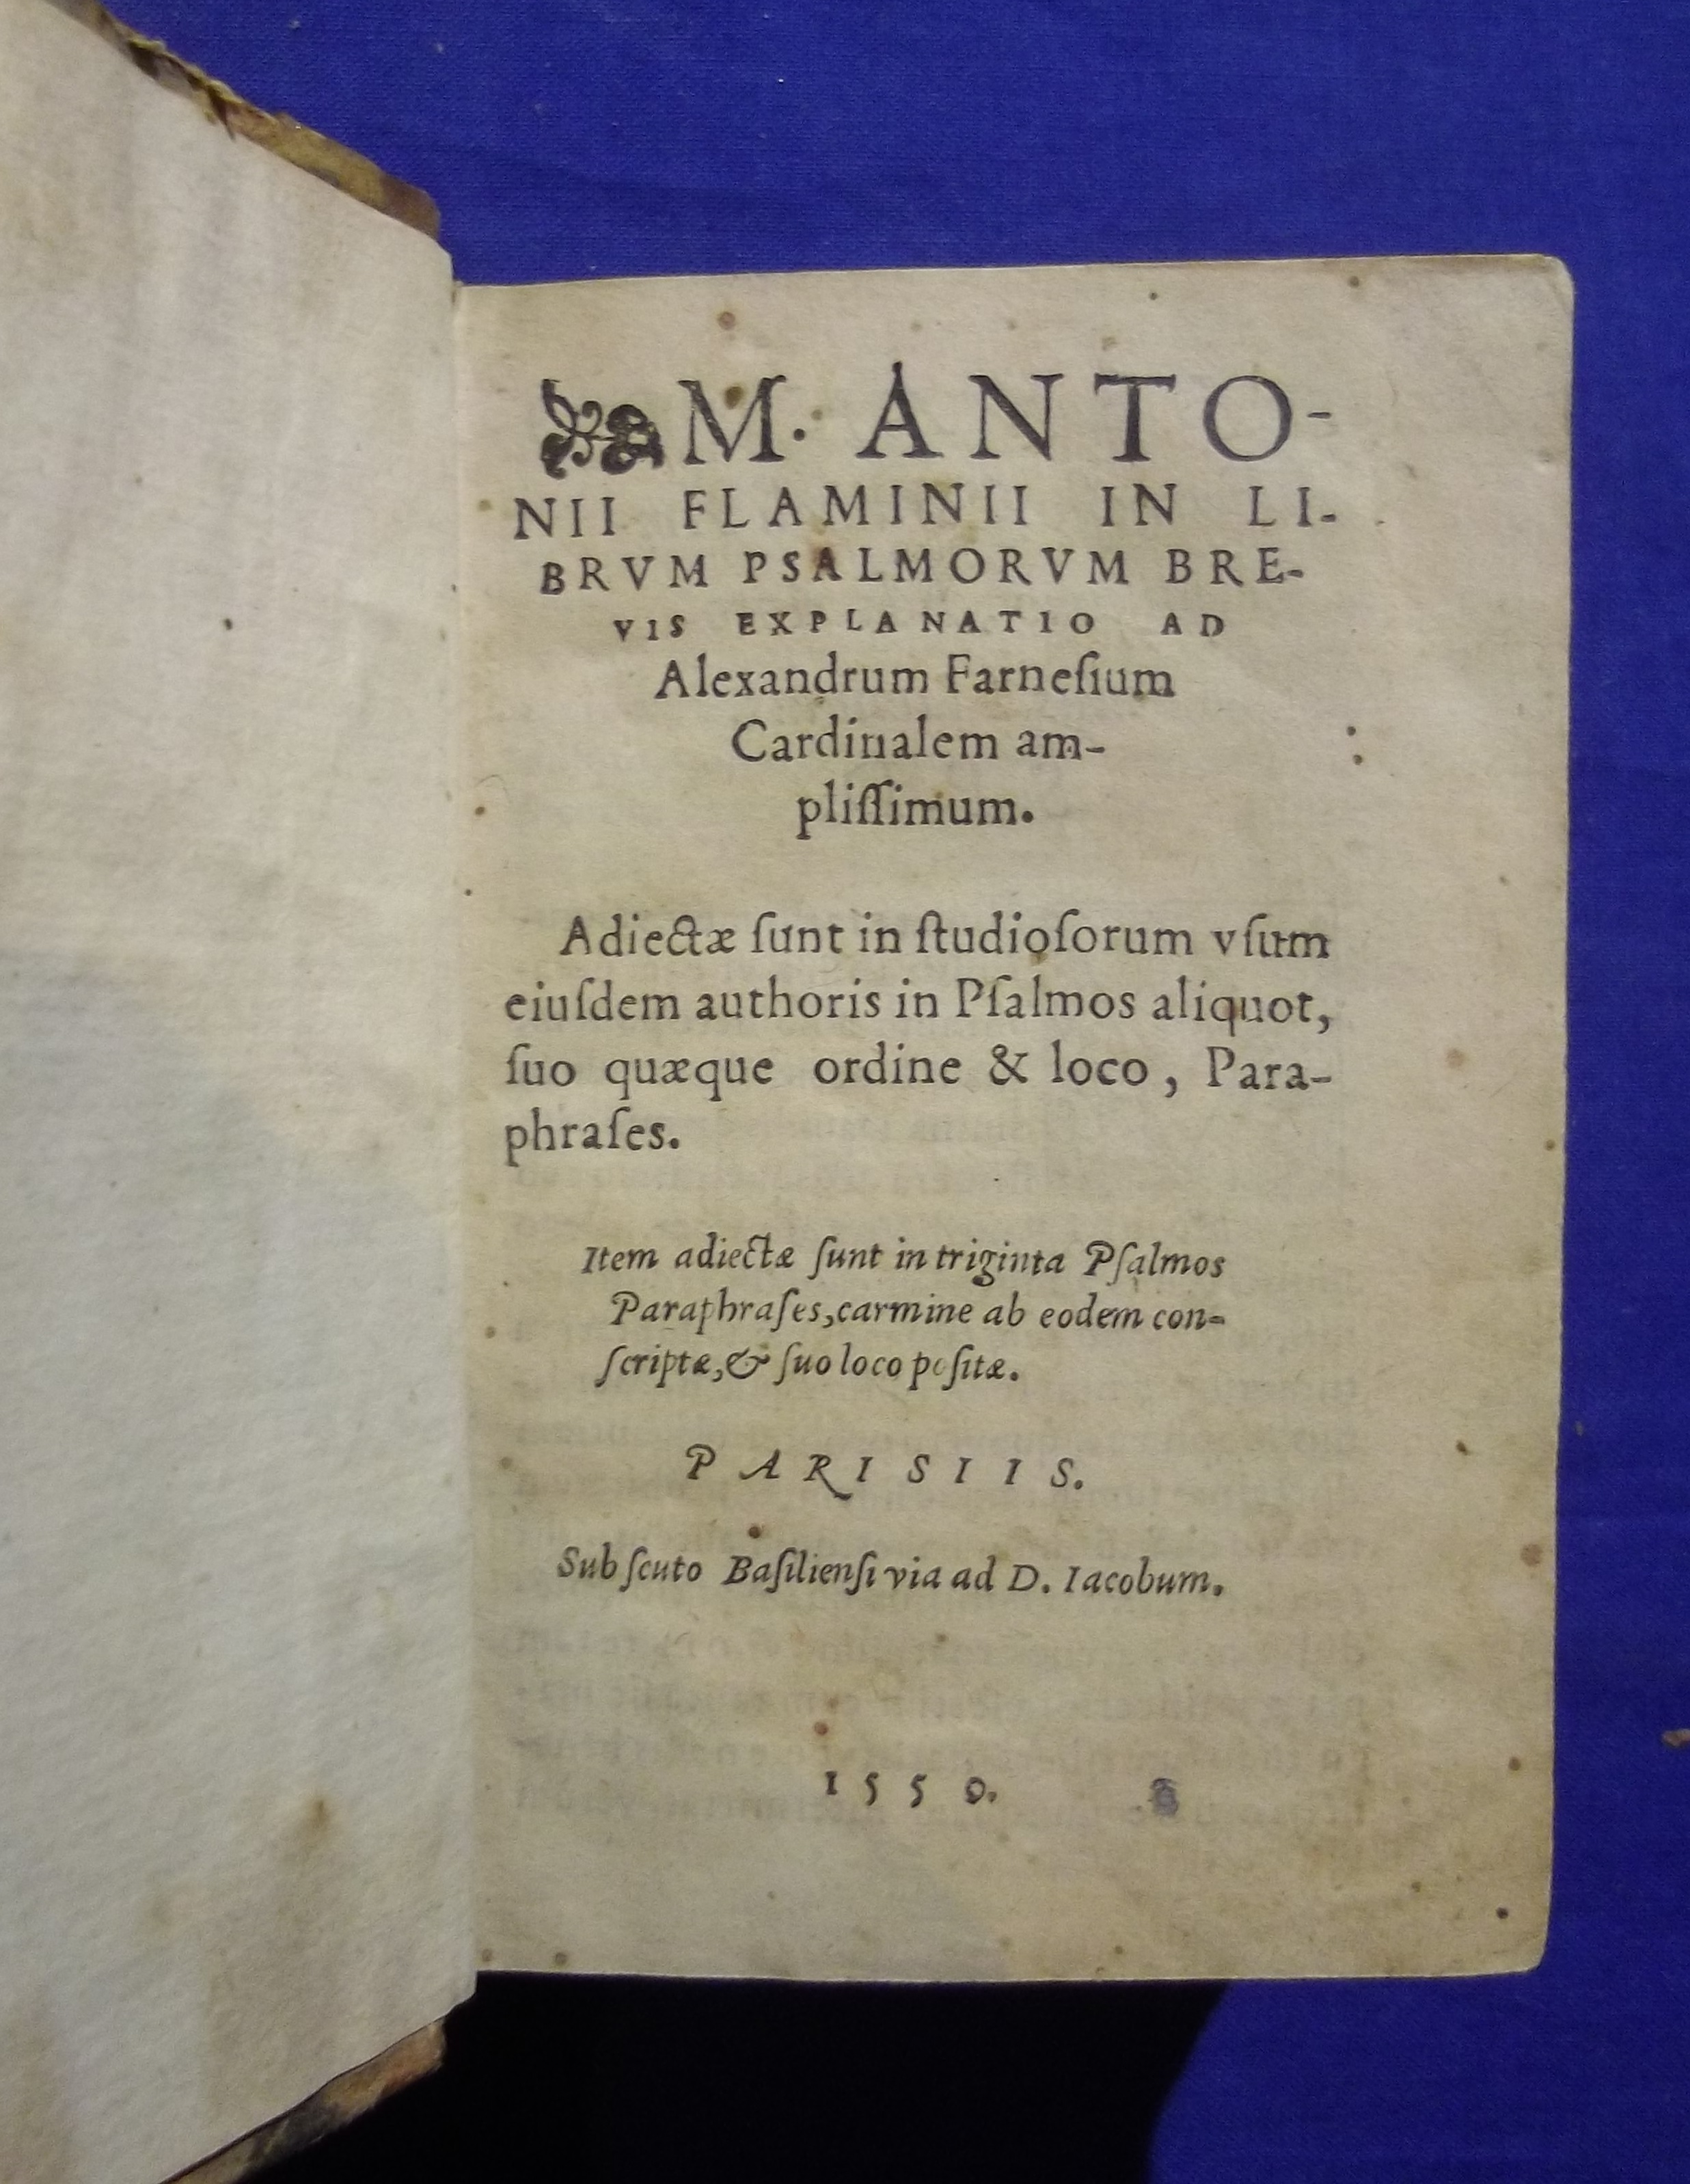 M. ANTO-
NII FLAMINII IN LI-
BRVM PSALMORVM BRE-
VIS EXPLANATIO AD
Alexandrum Farneſium
Cardinalem am-
pliſſimum.
Adiectæ ſunt in ſtudioſorum vſum
eiuſdem authoris in Pſalmos aliquot,
ſuo quæque ordine & loco, Para-
phraſes.
Item adiectæ ſunt in triginta Pſalmos
Paraphraſes, carmine ab eodem con-
ſcriptæ, & ſuo loco poſitæ.
PARISIIS.
Sub ſcuto Baſilienſi via ad D. Iacobum.
1550.